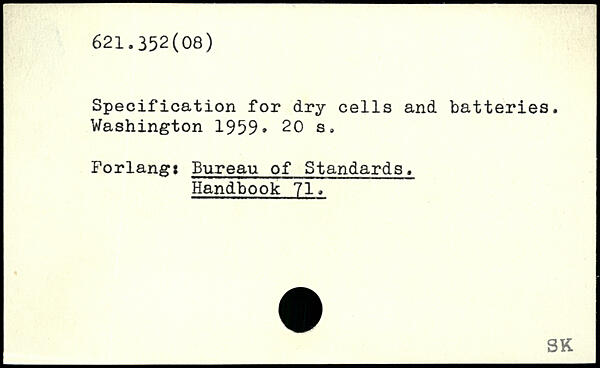 621.352(08)
Specification for dry cells and batteries.
Washington 1959. 20 s.
Forlang: Bureau of Standards.
Handbook 71.
SK